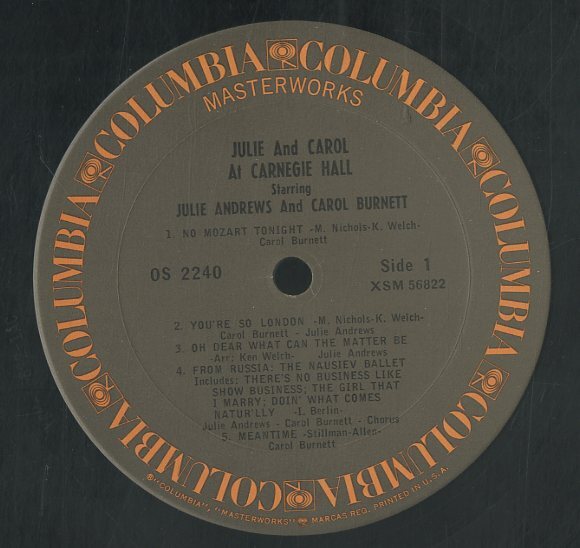 COLUMBIA COLUMBIA COLUMBIA COLUMBIA COLUMBIA COLUMBIA COLUMBIA COLUMBIA
MASTERWORKS
JULIE And CAROL
At CARNEGIE HALL
Starring
JULIE ANDREWS And CAROL BURNETT
1. NO MOZART TONIGHT -M. Nichols-K. Welch-
Carol Burnett
OS 2240
Side 1
XSM 56822
2. YOU'RE SO LONDON -M. Nichols-K. Welch-
Carol Burnett - Julie Andrews
3. OH DEAR WHAT CAN THE MATTER BE
-Arr: Ken Welch- Julie Andrews
4. FROM RUSSIA: THE NAUSIEV BALLET
Includes: THERE'S NO BUSINESS LIKE
SHOW BUSINESS; THE GIRL THAT
I MARRY; DOIN' WHAT COMES
NATUR'LLY -I. Berlin-
Julie Andrews - Carol Burnett - Chorus
5. MEANTIME -Stillman-Allen-
Carol Burnett
®"COLUMBIA", "MASTERWORKS" MARCAS REG. PRINTED IN U.S.A.